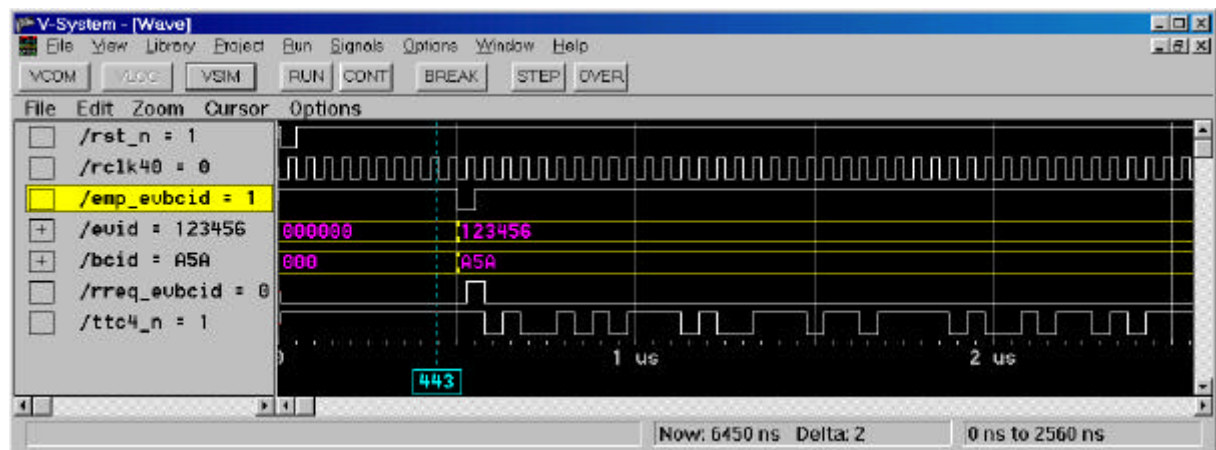 V-System - [Wave]
File View Library Project Run Signals Options Window Help
VCOM VLOG VSIM RUN CONT BREAK STEP OVER
File Edit Zoom Cursor Options
/rst_n = 1
/rclk40 = 0
/emp_evbcid = 1
/evid = 123456 000000 123456
/bcid = A5A 000 A5A
/rreq_evbcid = 0
/ttc4_n = 1
1 us 2 us
443
Now: 6450 ns Delta: 2 0 ns to 2560 ns